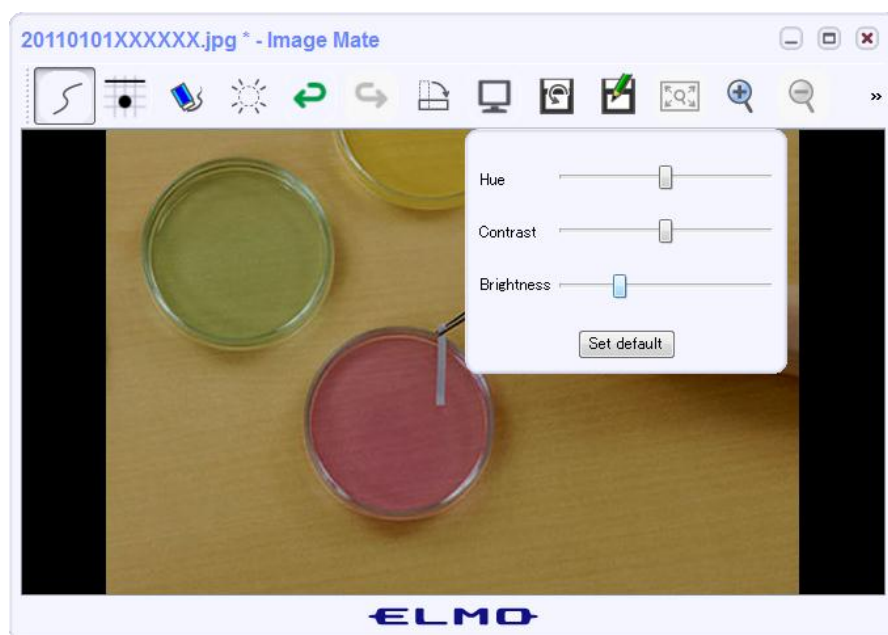 20110101XXXXXX.jpg * - Image Mate
»
Hue
Contrast
Brightness
Set default
ELMO